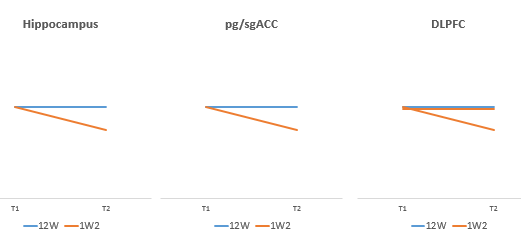 Hippocampus pg/sgACC DLPFC
T1 T2 T1 T2 T1 T2
12W 1W2 12W 1W2 12W 1W2